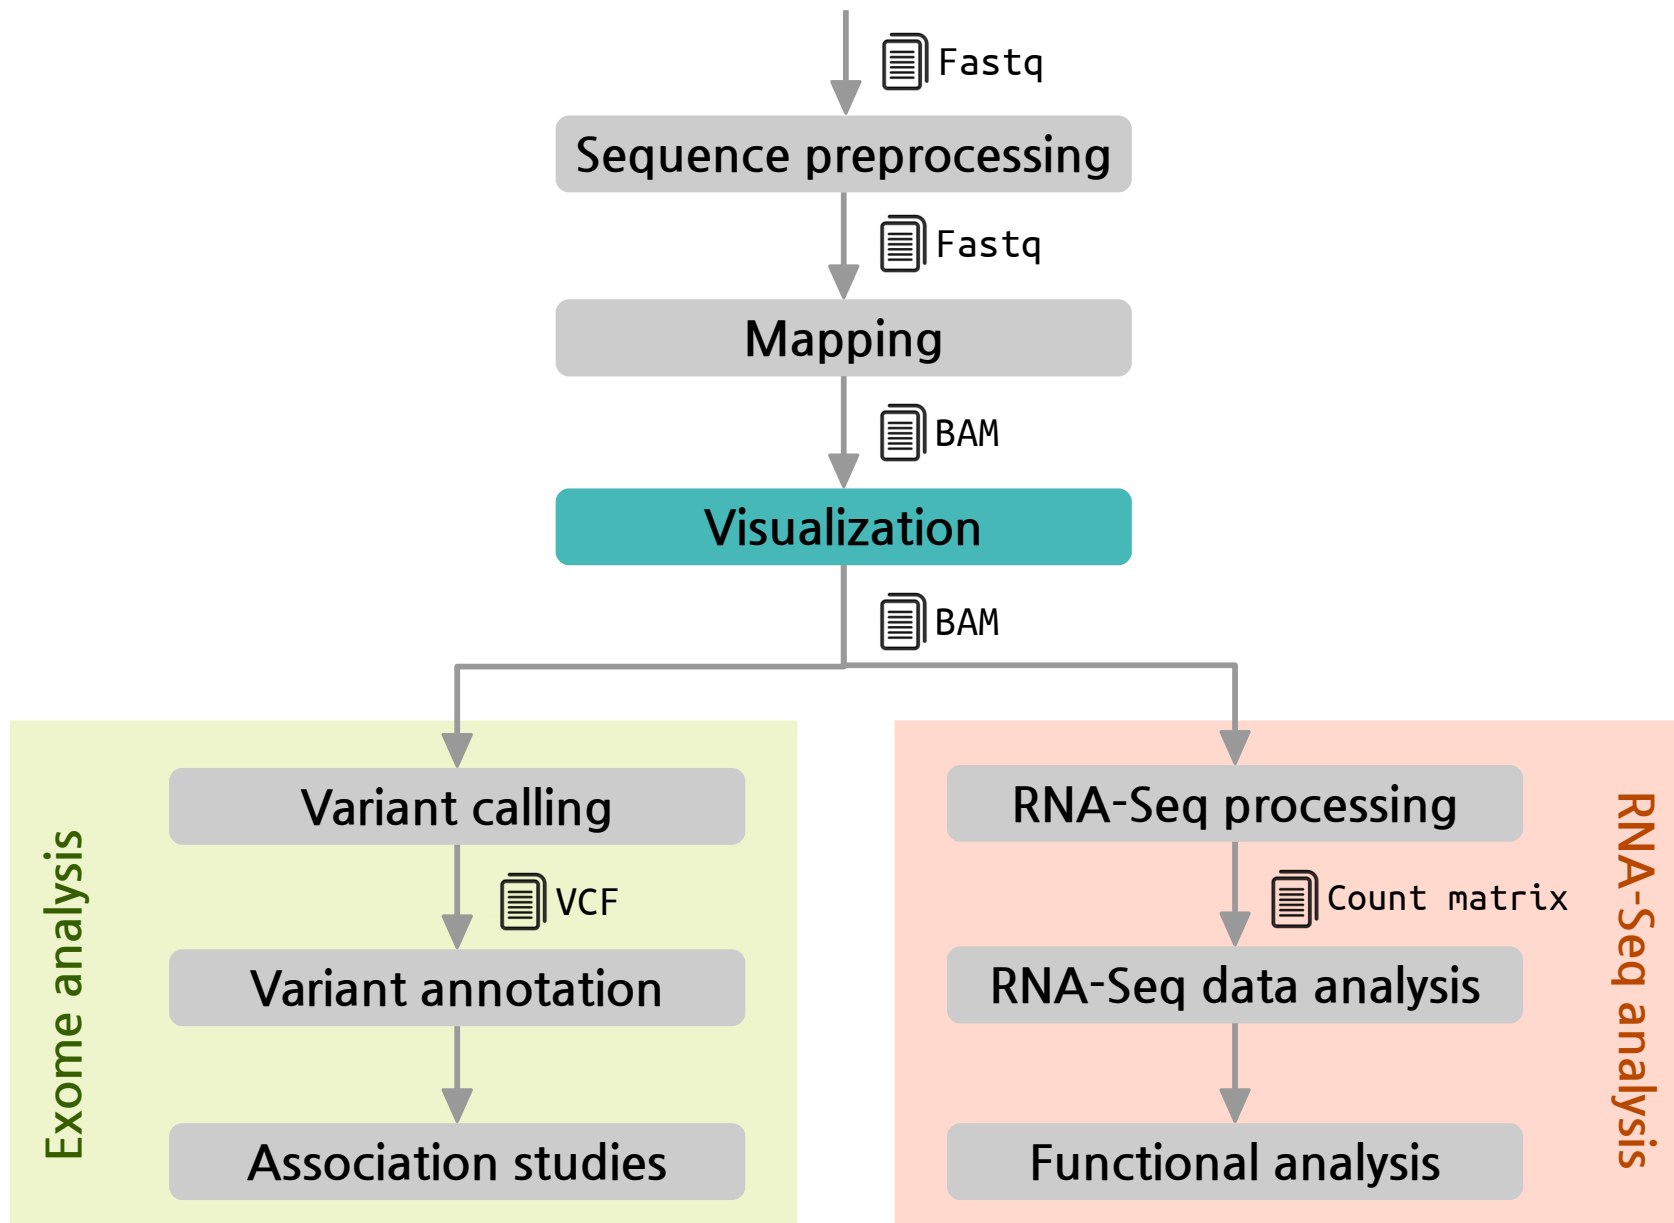 Fastq
Sequence preprocessing
Fastq
Mapping
BAM
Visualization
BAM
Exome analysis
Variant calling
VCF
Variant annotation
Association studies
RNA-Seq processing
Count matrix
RNA-Seq data analysis
Functional analysis
RNA-Seq analysis